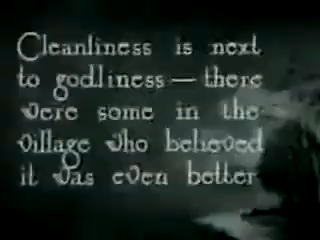 Cleanliness is next
to godliness — there
were some in the
village who believed
it was even better